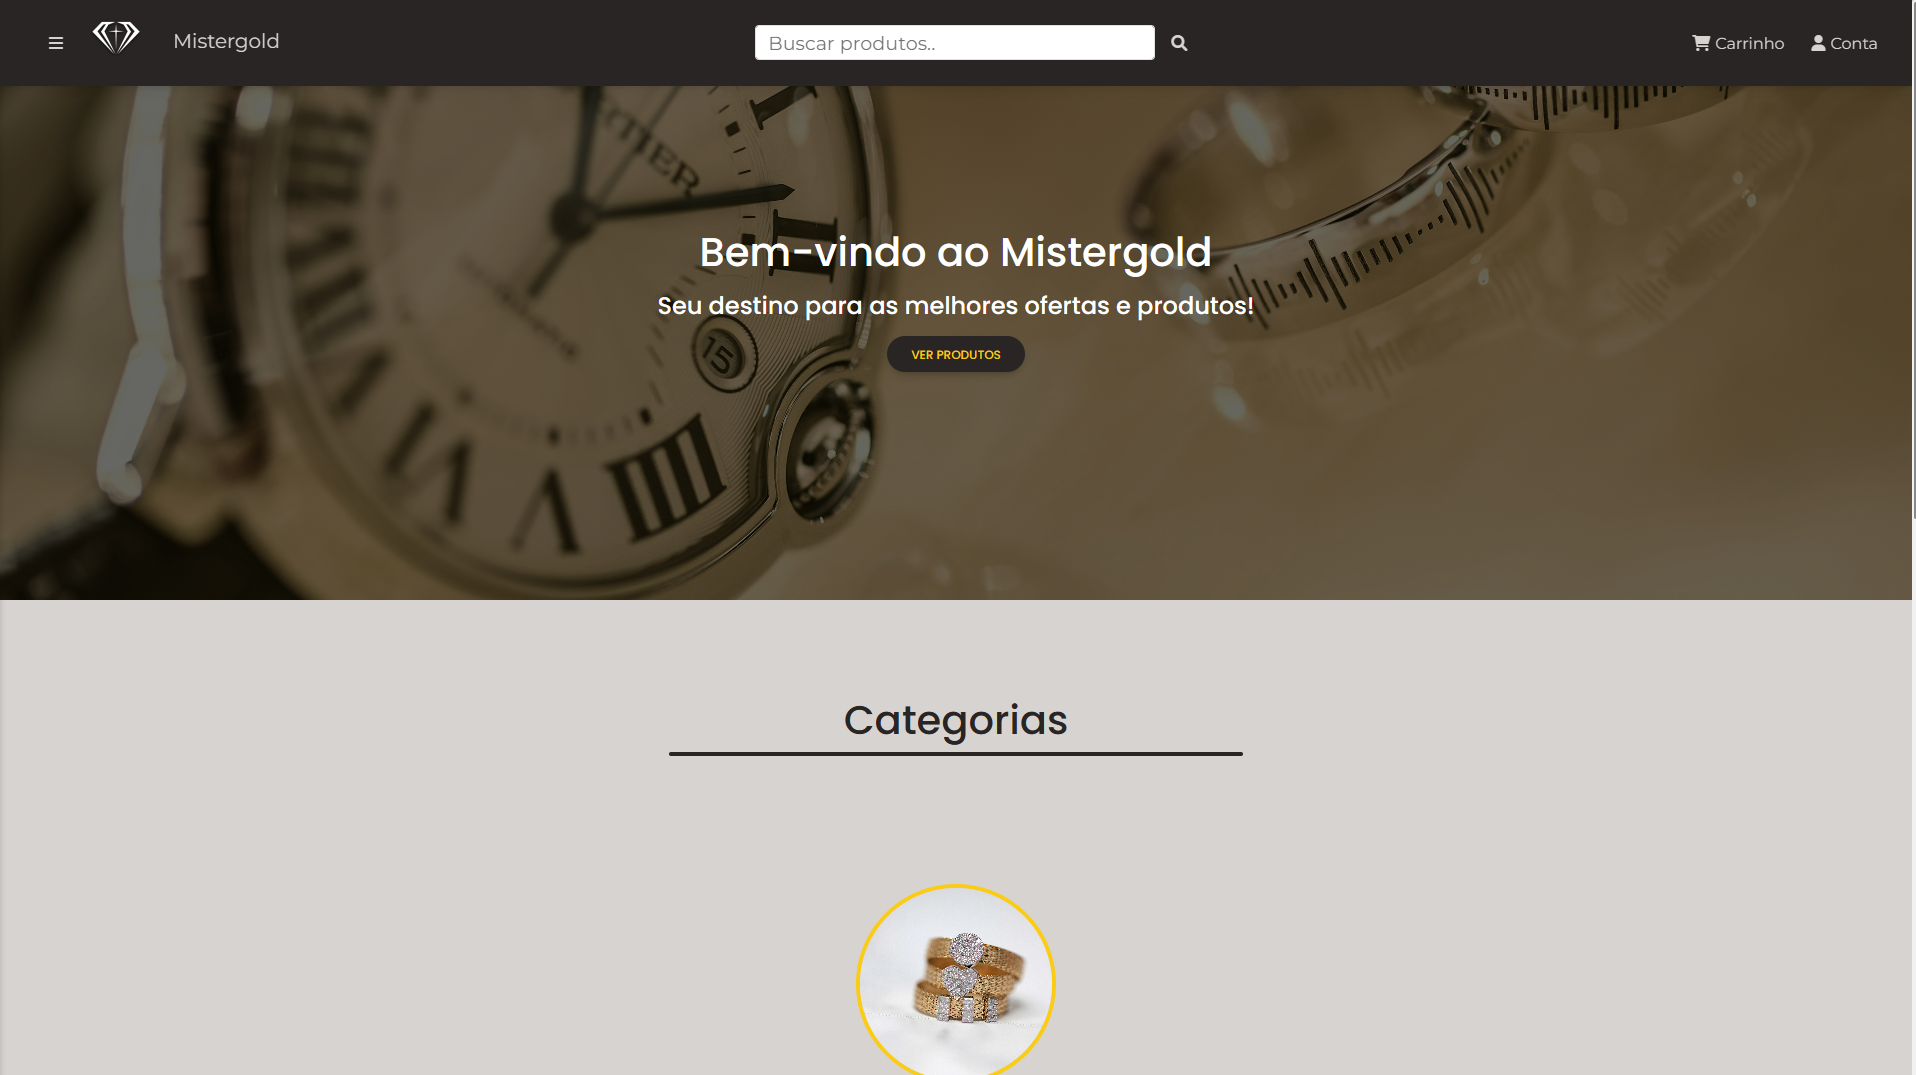 Mistergold
Buscar produtos..
Carrinho
Conta
Bem-vindo ao Mistergold
Seu destino para as melhores ofertas e produtos!
15
VER PRODUTOS
Categorias